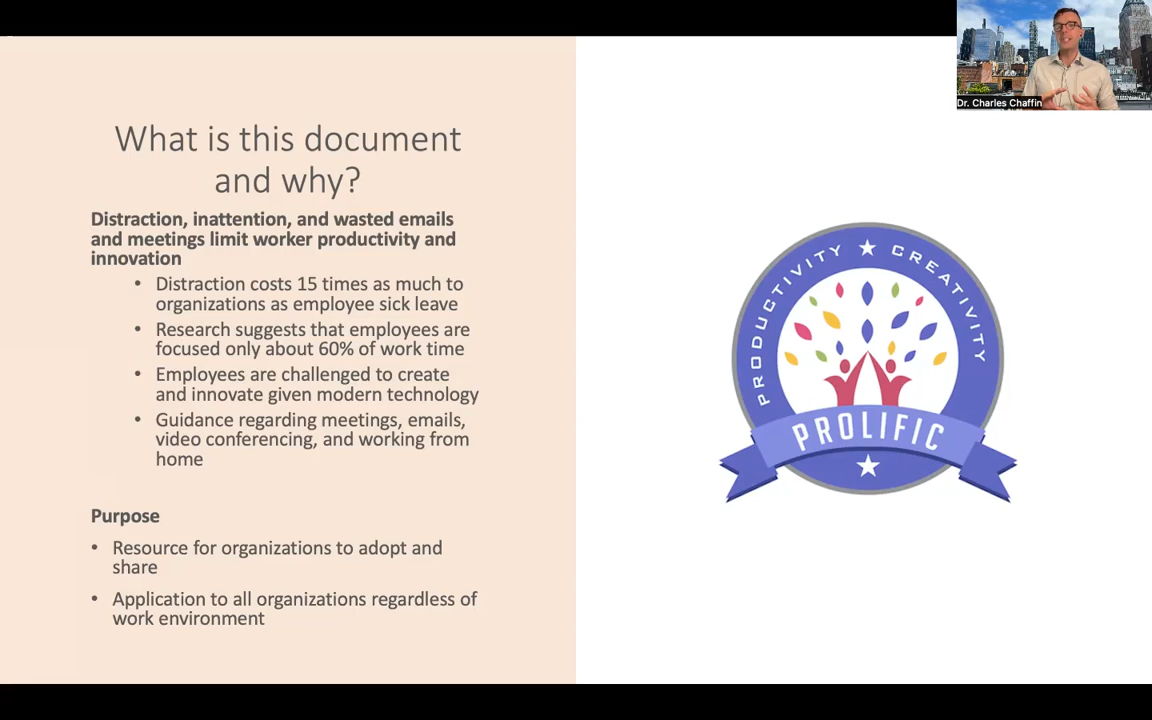 Dr. Charles Chaffin
What is this document
and why?
Distraction, inattention, and wasted emails
and meetings limit worker productivity and
innovation
• Distraction costs 15 times as much to
organizations as employee sick leave
• Research suggests that employees are
focused only about 60% of work time
• Employees are challenged to create
and innovate given modern technology
• Guidance regarding meetings, emails,
video conferencing, and working from
home
Purpose
• Resource for organizations to adopt and
share
• Application to all organizations regardless of
work environment
PRODUCTIVITY ★ CREATIVITY
PROLIFIC